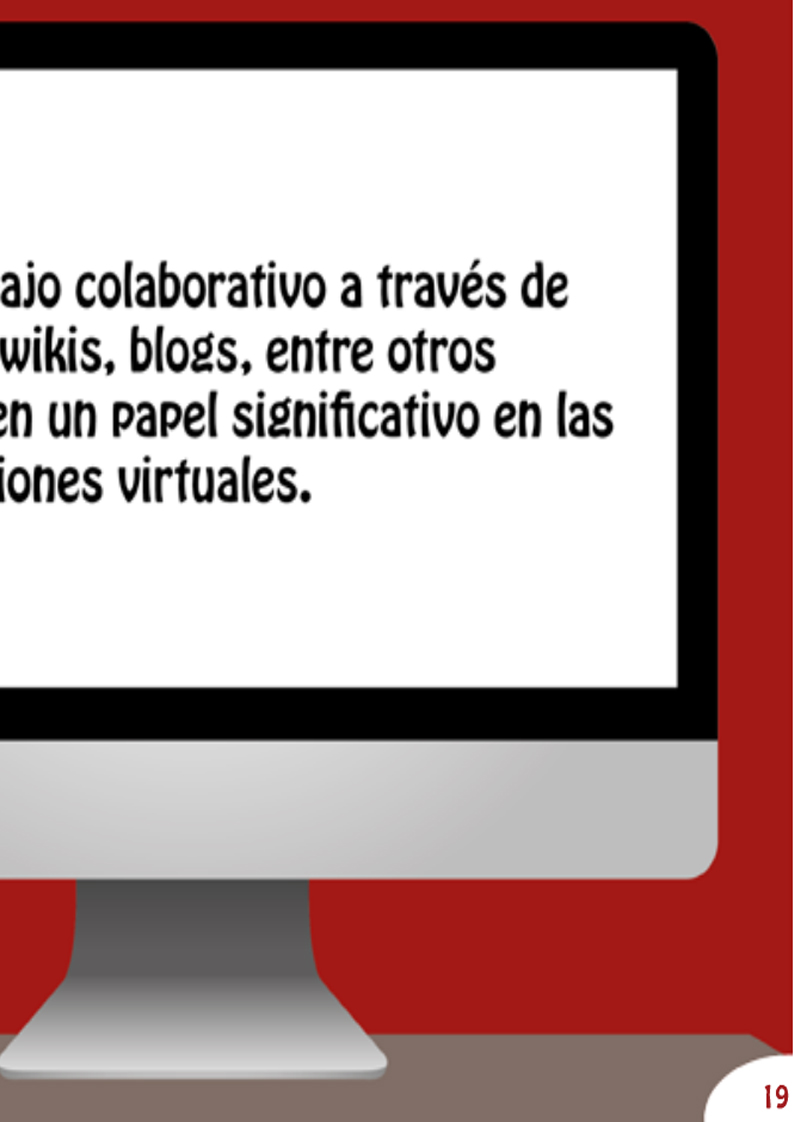 ajo colaborativo a través de
wikis, blogs, entre otros
en un papel significativo en las
iones virtuales.
19